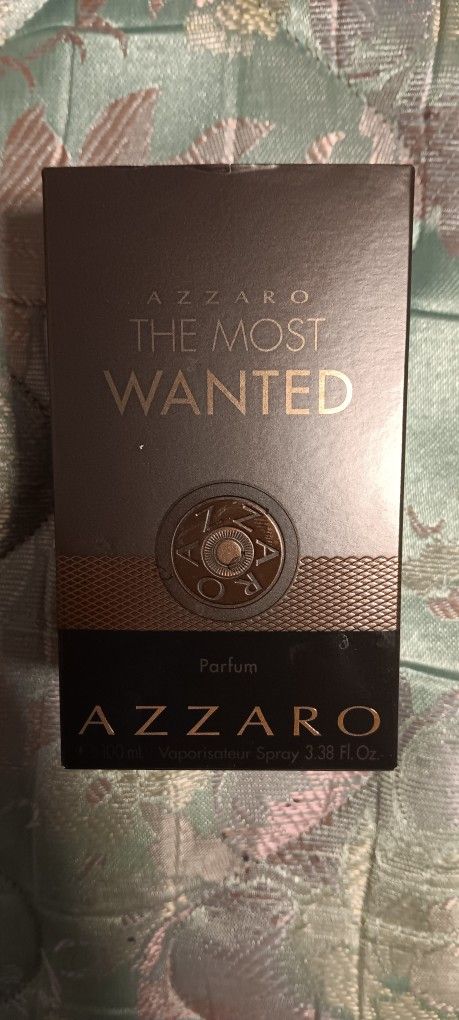 AZZARO
THE MOST
WANTED
AZZARO
Parfum
AZZARO
100 ml Vaporisateur Spray 3.38 Fl. Oz.